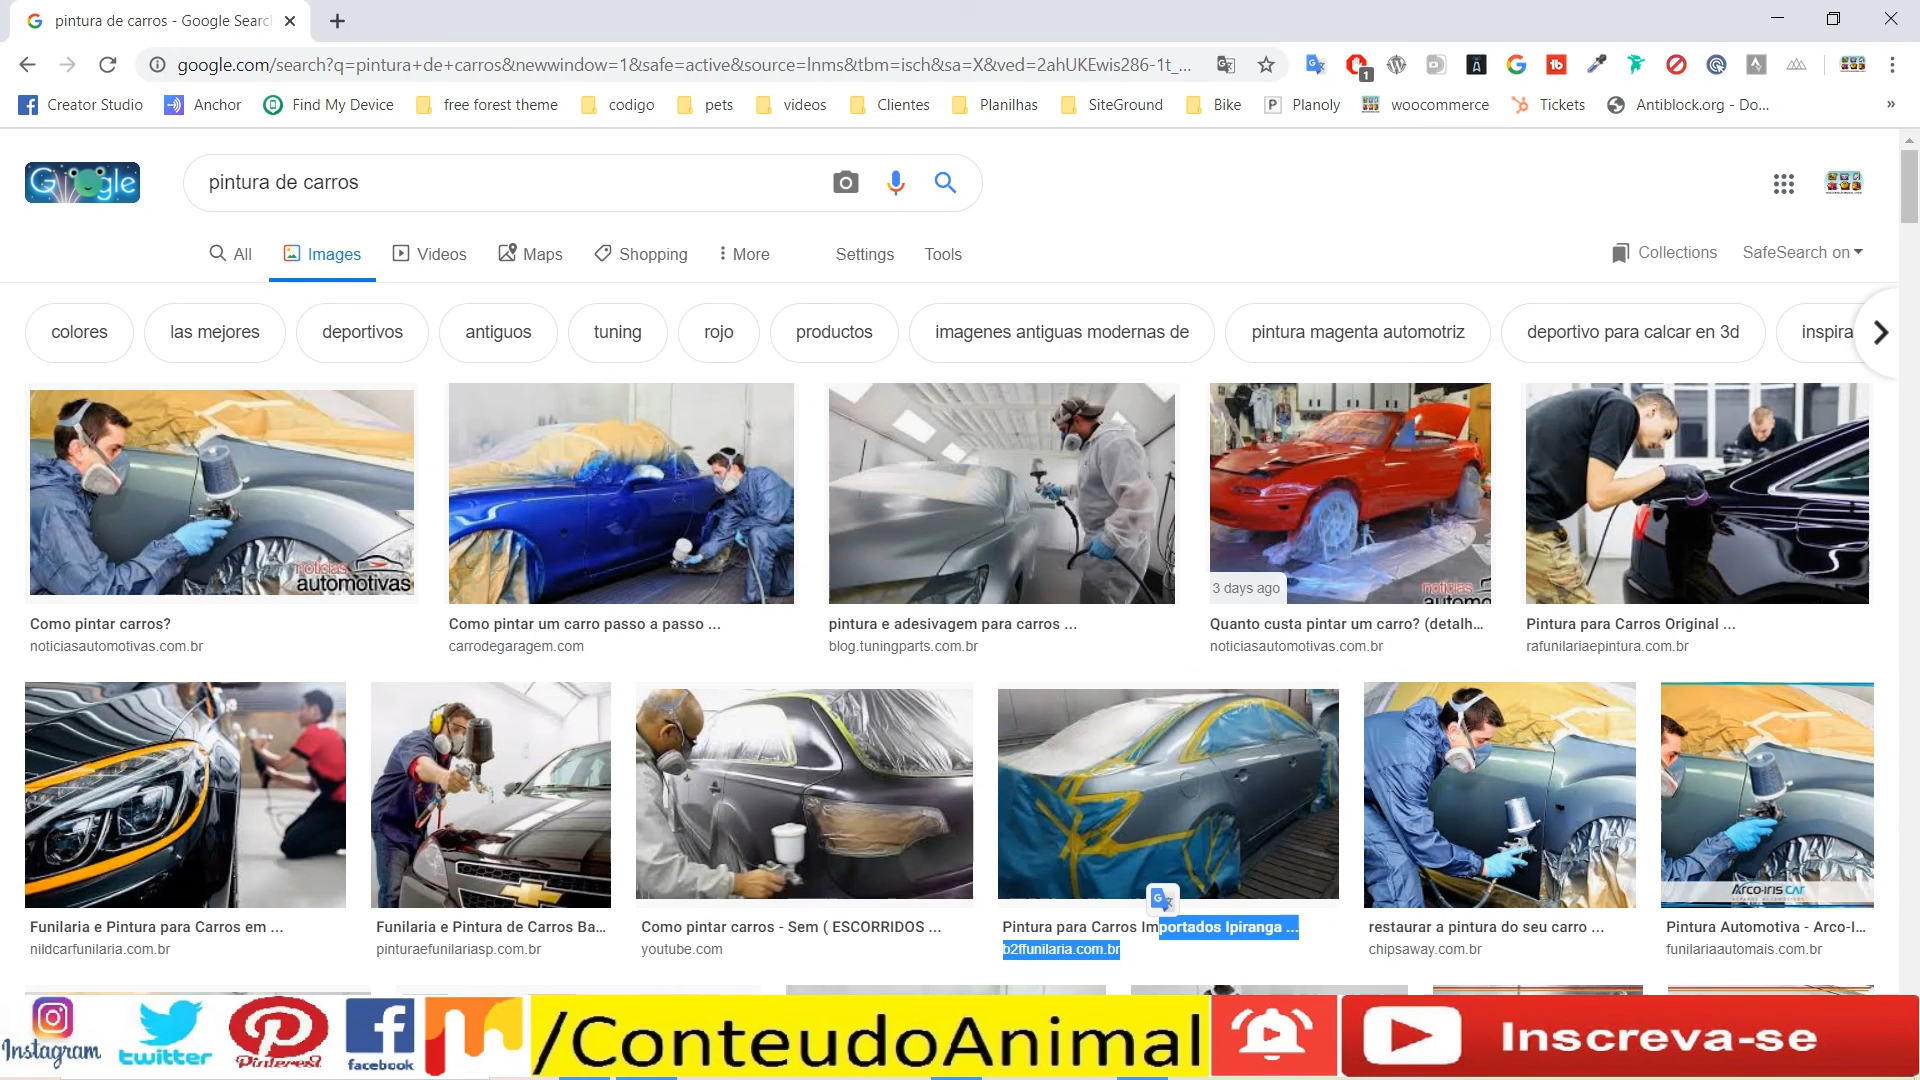 pintura de carros - Google Searc
google.com/search?q=pintura+de+carros&newwindow=1&safe=active&source=lnms&tbm=isch&sa=X&ved=2ahUKEwis286-1t_...
1
Creator Studio Anchor Find My Device free forest theme codigo pets videos Clientes Planilhas SiteGround Bike Planoly woocommerce Tickets Antiblock.org - Do... »
Google
pintura de carros
All Images Videos Maps Shopping More Settings Tools Collections SafeSearch on
colores las mejores deportivos antiguos tuning rojo productos imagenes antiguas modernas de pintura magenta automotriz deportivo para calcar en 3d inspira
noticias
automotivas
3 days ago
noticias
automo
Como pintar carros?
noticiasautomotivas.com.br
Como pintar um carro passo a passo ...
carrodegaragem.com
pintura e adesivagem para carros ...
blog.tuningparts.com.br
Quanto custa pintar um carro? (detalh...
noticiasautomotivas.com.br
Pintura para Carros Original ...
rafunilariaepintura.com.br
Arco-iris CAR
Funilaria e Pintura para Carros em ...
nildcarfunilaria.com.br
Funilaria e Pintura de Carros Ba...
pinturaefunilariasp.com.br
Como pintar carros - Sem ( ESCORRIDOS ...
youtube.com
Pintura para Carros Importados Ipiranga ...
b2ffunilaria.com.br
restaurar a pintura do seu carro ...
chipsaway.com.br
Pintura Automotiva - Arco-I...
funilariaautomais.com.br
Instagram twitter Pinterest facebook /ConteudoAnimal Inscreva-se